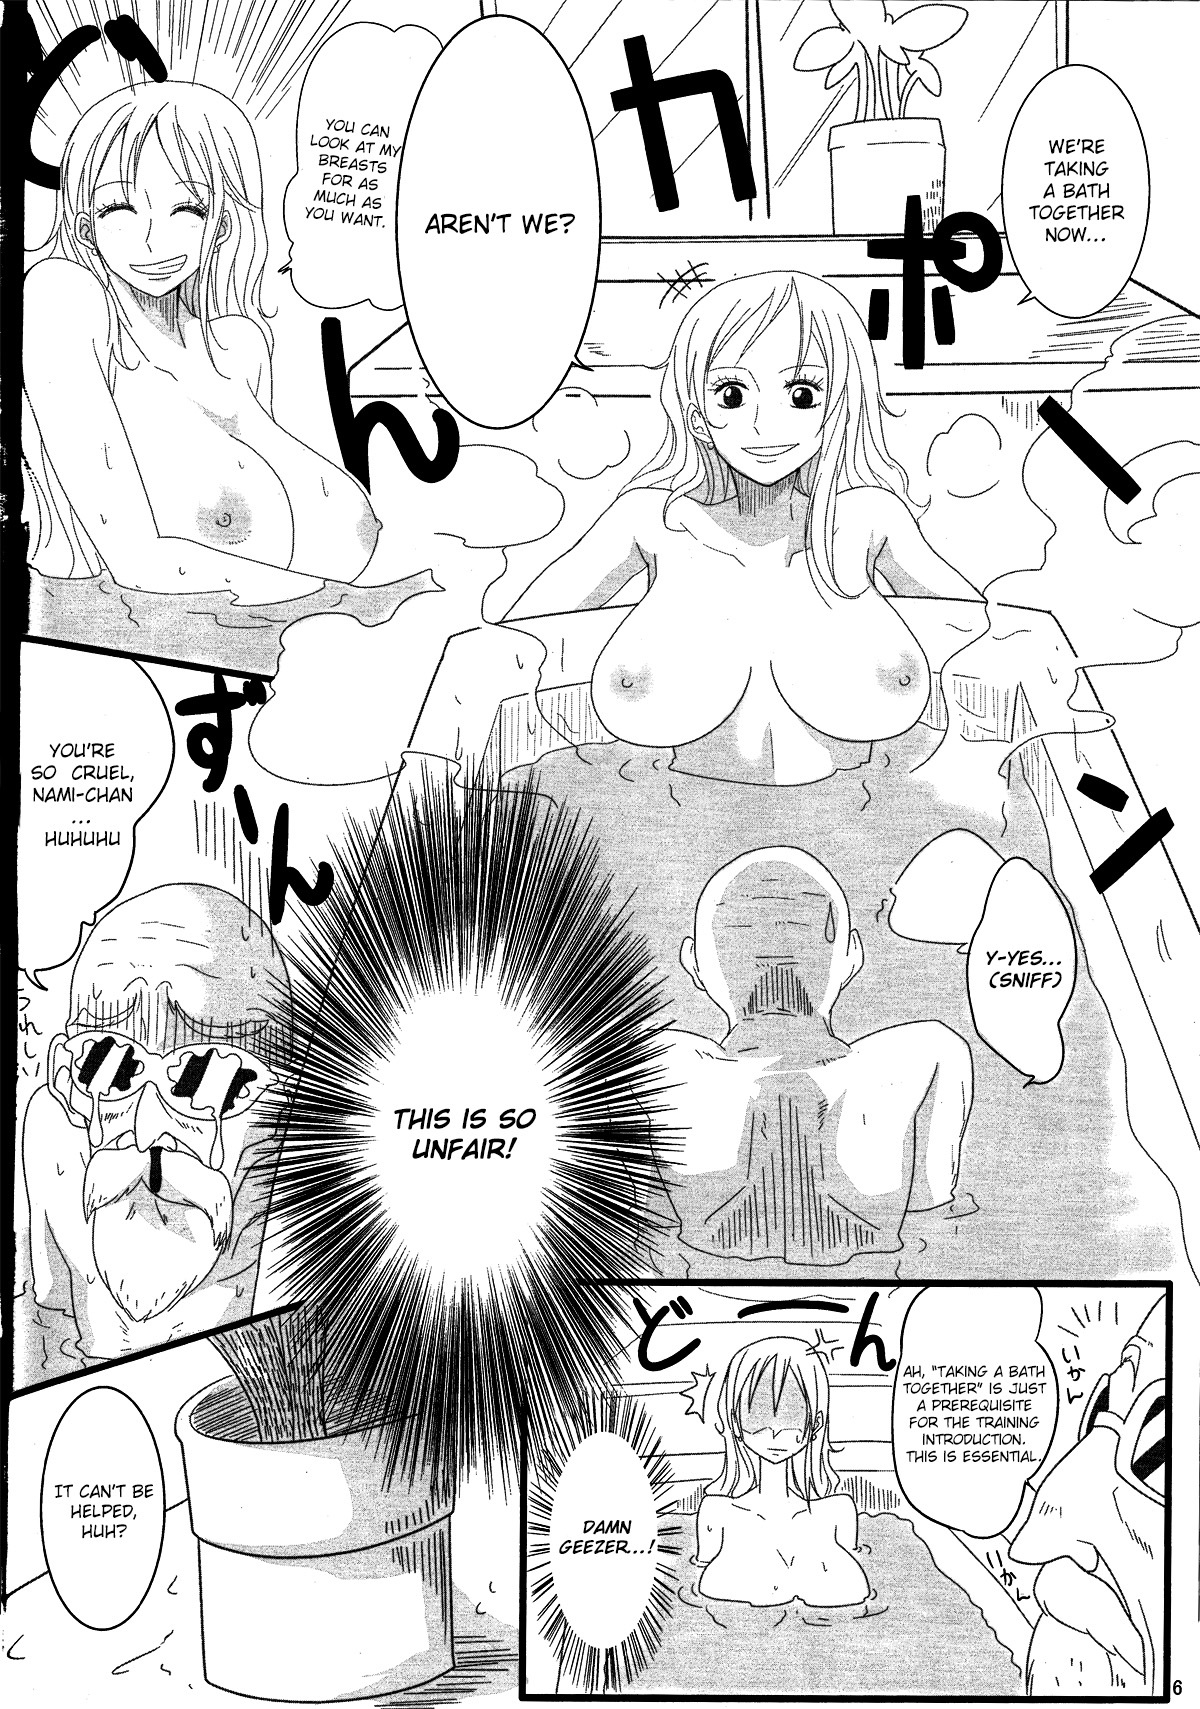 WE'RE
TAKING
A BATH
TOGETHER
NOW...
カ
ポ
ー
ン
AREN'T WE?
YOU CAN
LOOK AT MY
BREASTS
FOR AS
MUCH AS
YOU WANT.
Y-YES...
(SNIFF)
THIS IS SO
UNFAIR!
YOU'RE
SO CRUEL,
NAMI-CHAN
...
HUHUHU
ずーん
AH, "TAKING A BATH
TOGETHER" IS JUST
A PREREQUISITE
FOR THE TRAINING
INTRODUCTION.
THIS IS ESSENTIAL.
いかん
いかん
どーん
DAMN
GEEZER...!
IT CAN'T BE
HELPED,
HUH?
6